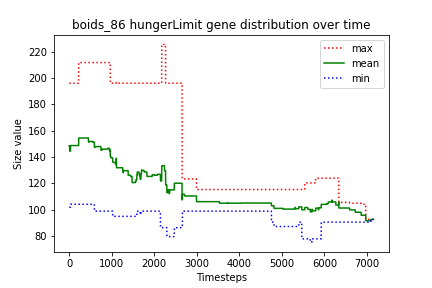 boids_86 hungerLimit gene distribution over time
max
mean
min
Size value
220
200
180
160
140
120
100
80
0 1000 2000 3000 4000 5000 6000 7000
Timesteps